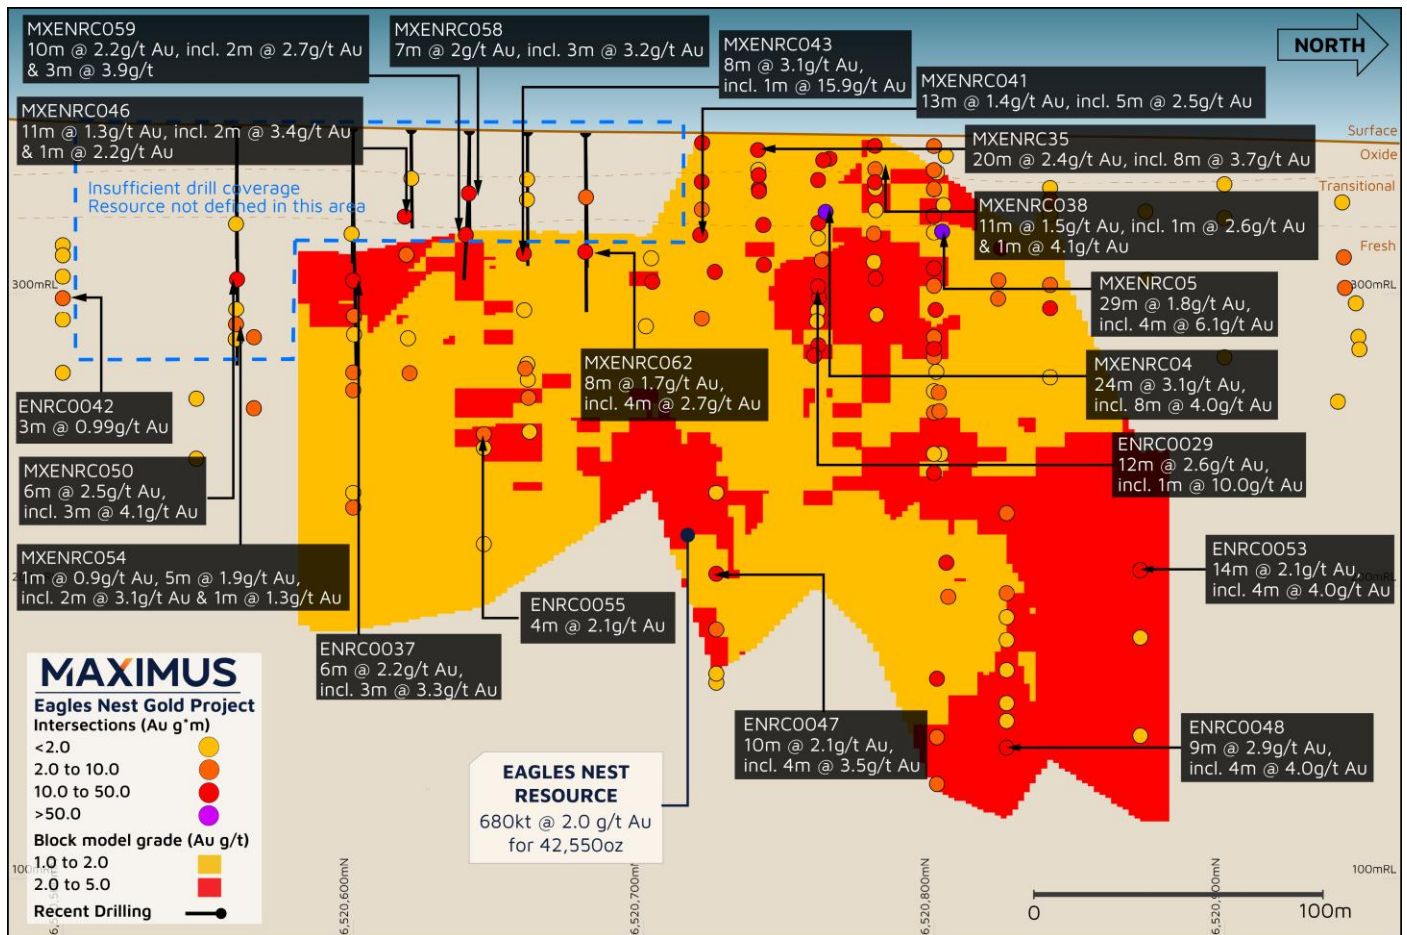 MXENRC059
10m @ 2.2g/t Au, incl. 2m @ 2.7g/t Au
& 3m @ 3.9g/t
MXENRC058
7m @ 2g/t Au, incl. 3m @ 3.2g/t Au
MXENRC043
8m @ 3.1g/t Au,
incl. 1m @ 15.9g/t Au
NORTH
MXENRC041
13m @ 1.4g/t Au, incl. 5m @ 2.5g/t Au
MXENRC046
11m @ 1.3g/t Au, incl. 2m @ 3.4g/t Au
& 1m @ 2.2g/t Au
MXENRC35
20m @ 2.4g/t Au, incl. 8m @ 3.7g/t Au
Surface
Oxide
Transitional
Fresh
Insufficient drill coverage
Resource not defined in this area
MXENRC038
11m @ 1.5g/t Au, incl. 1m @ 2.6g/t Au
& 1m @ 4.1g/t Au
300mRL
300mRL
MXENRC05
29m @ 1.8g/t Au,
incl. 4m @ 6.1g/t Au
MXENRC062
8m @ 1.7g/t Au,
incl. 4m @ 2.7g/t Au
MXENRC04
24m @ 3.1g/t Au,
incl. 8m @ 4.0g/t Au
ENRC0042
3m @ 0.99g/t Au
ENRC0029
12m @ 2.6g/t Au,
incl. 1m @ 10.0g/t Au
MXENRC050
6m @ 2.5g/t Au,
incl. 3m @ 4.1g/t Au
MXENRC054
1m @ 0.9g/t Au, 5m @ 1.9g/t Au,
incl. 2m @ 3.1g/t Au & 1m @ 1.3g/t Au
ENRC0053
14m @ 2.1g/t Au,
incl. 4m @ 4.0g/t Au
ENRC0055
4m @ 2.1g/t Au
ENRC0037
6m @ 2.2g/t Au,
incl. 3m @ 3.3g/t Au
ENRC0047
10m @ 2.1g/t Au,
incl. 4m @ 3.5g/t Au
ENRC0048
9m @ 2.9g/t Au,
incl. 4m @ 4.0g/t Au
EAGLES NEST
RESOURCE
680kt @ 2.0 g/t Au
for 42,550oz
MAXIMUS
Eagles Nest Gold Project
Intersections (Au g*m)
<2.0
2.0 to 10.0
10.0 to 50.0
>50.0
Block model grade (Au g/t)
1.0 to 2.0
2.0 to 5.0
Recent Drilling
100mRL
6,520,600mN
6,520,800mN
6,520,900mN
100mRL
0
100m